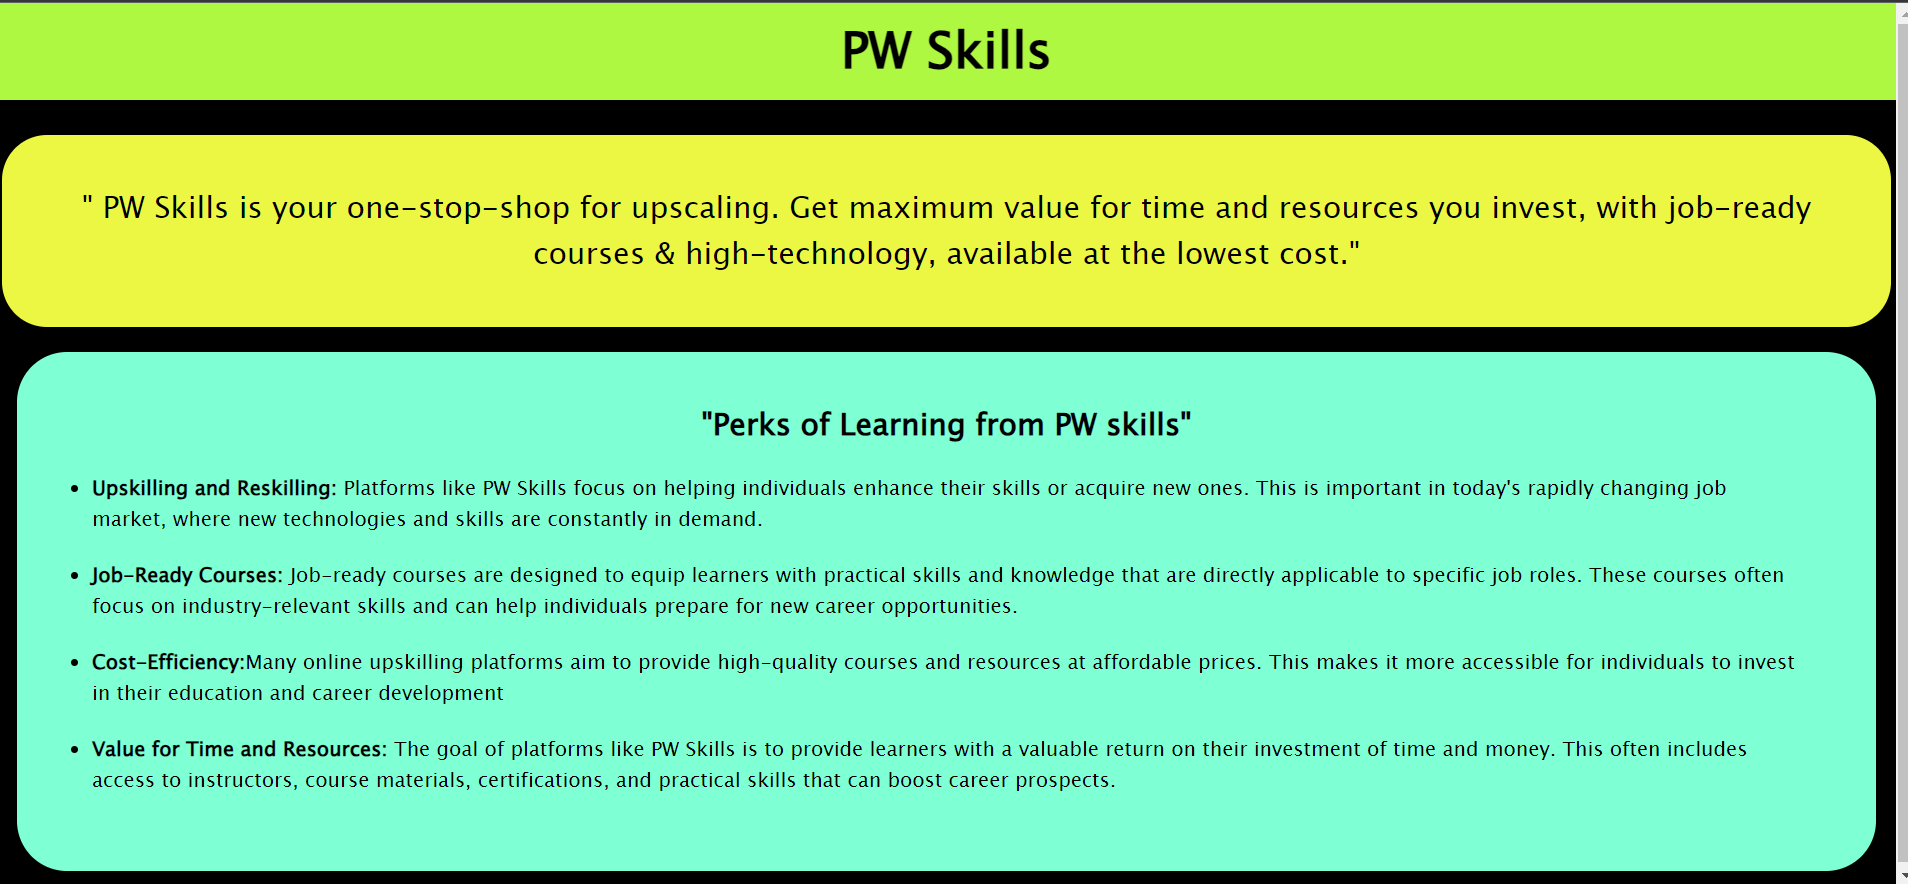 PW Skills
" PW Skills is your one-stop-shop for upscaling. Get maximum value for time and resources you invest, with job-ready
courses & high-technology, available at the lowest cost."
"Perks of Learning from PW skills"
• Upskilling and Reskilling: Platforms like PW Skills focus on helping individuals enhance their skills or acquire new ones. This is important in today's rapidly changing job
market, where new technologies and skills are constantly in demand.
• Job-Ready Courses: Job-ready courses are designed to equip learners with practical skills and knowledge that are directly applicable to specific job roles. These courses often
focus on industry-relevant skills and can help individuals prepare for new career opportunities.
• Cost-Efficiency:Many online upskilling platforms aim to provide high-quality courses and resources at affordable prices. This makes it more accessible for individuals to invest
in their education and career development
• Value for Time and Resources: The goal of platforms like PW Skills is to provide learners with a valuable return on their investment of time and money. This often includes
access to instructors, course materials, certifications, and practical skills that can boost career prospects.